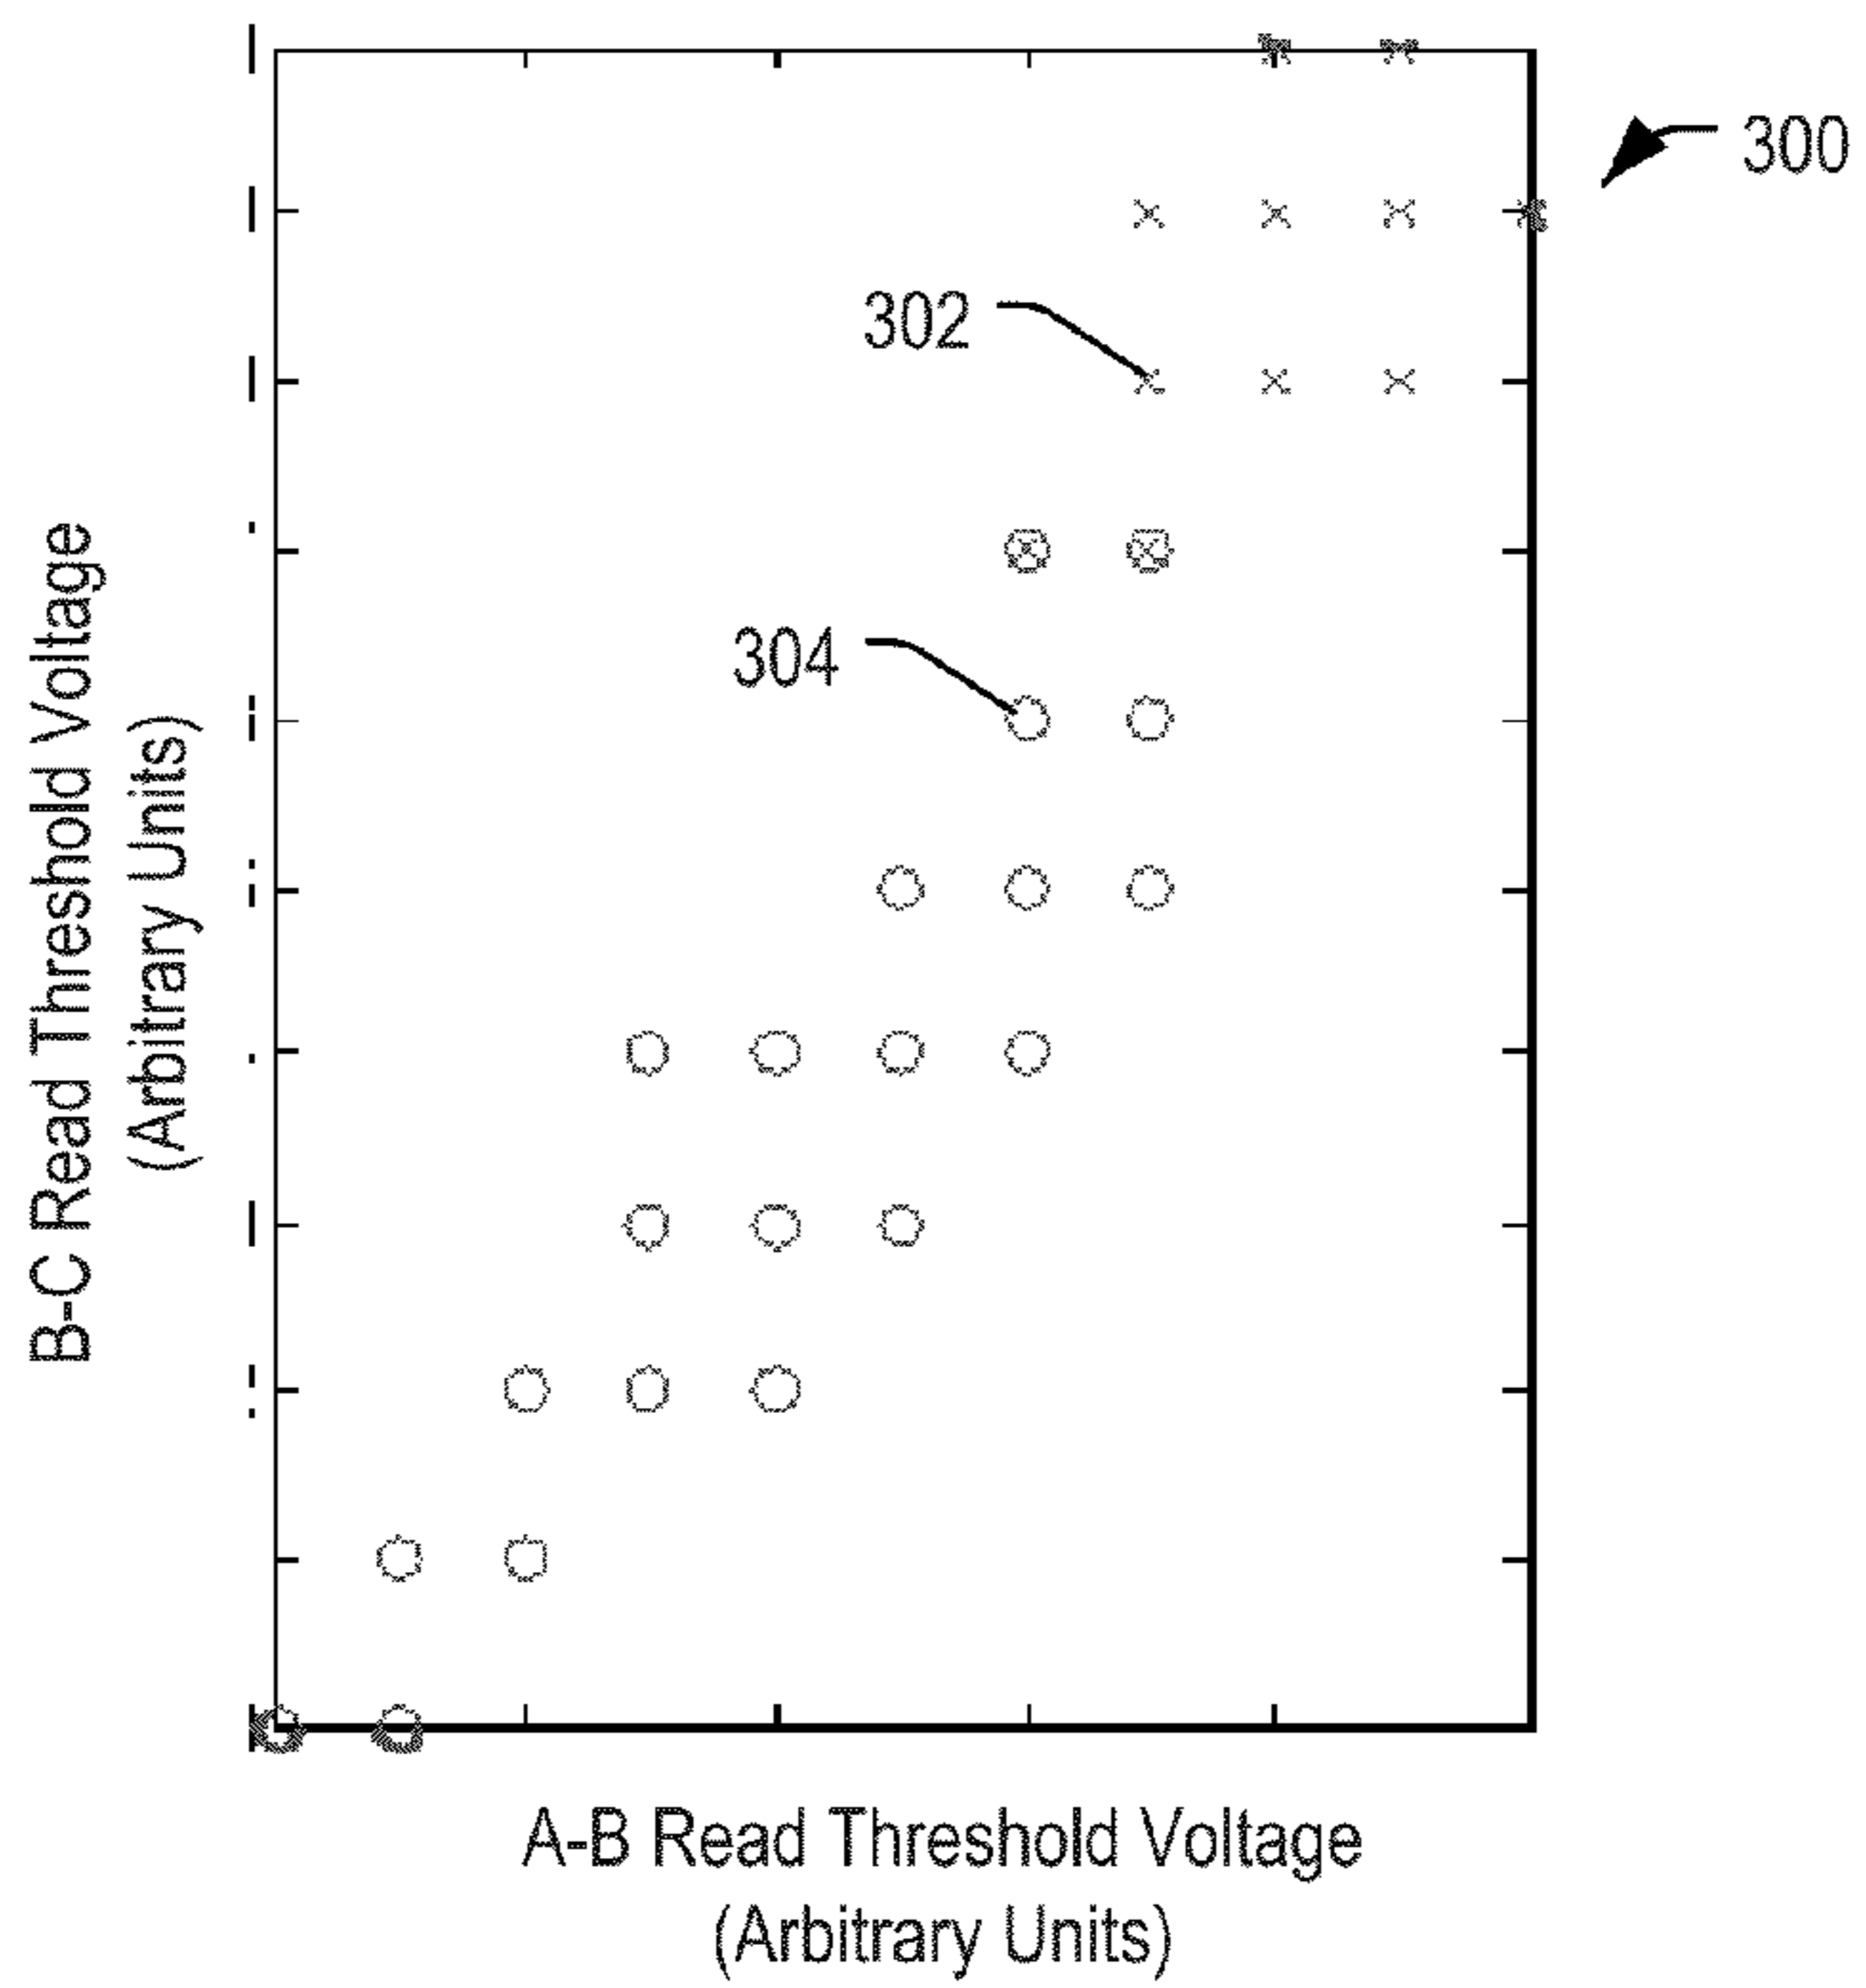 300
302
304
B-C Read Threshold Voltage
(Arbitrary Units)
A-B Read Threshold Voltage
(Arbitrary Units)